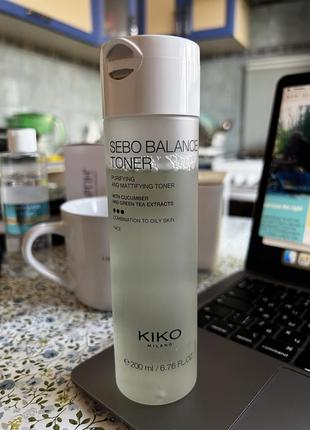 SEBO BALANCE
TONER
PURIFYING
AND MATTIFYING TONER
WITH CUCUMBER
AND GREEN TEA EXTRACTS
COMBINATION TO OILY SKIN
FACE
KIKO
MILANO
℮ 200 ml / 6.76 FL.OZ